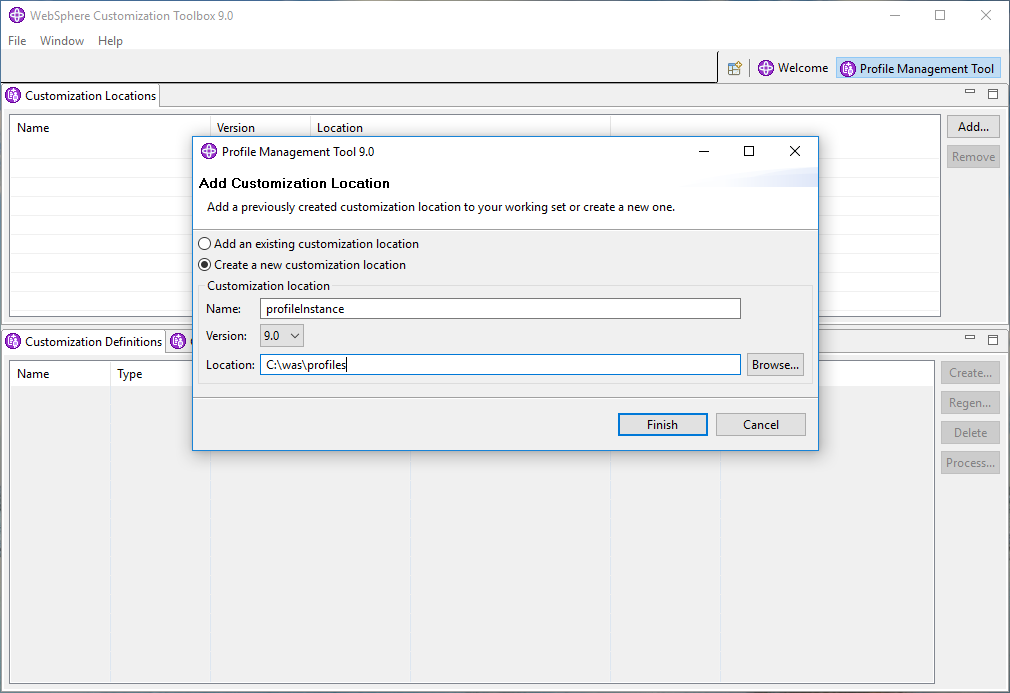 WebSphere Customization Toolbox 9.0
File Window Help
Welcome Profile Management Tool
Customization Locations
Name Version Location
Add...
Remove
Profile Management Tool 9.0
Add Customization Location
Add a previously created customization location to your working set or create a new one.
Add an existing customization location
Create a new customization location
Customization location
Name: profileInstance
Version: 9.0
Location: C:\was\profiles Browse...
Finish Cancel
Customization Definitions
Name Type
Create...
Regen...
Delete
Process...